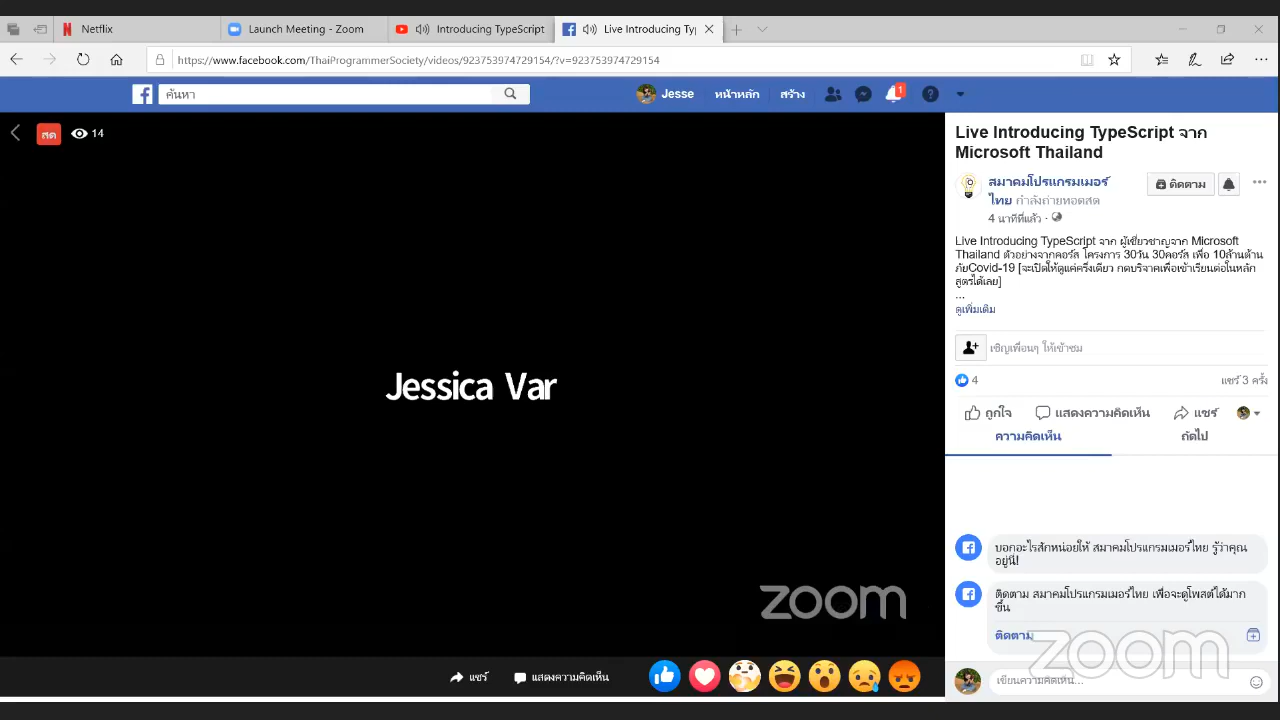 Netflix
Launch Meeting - Zoom
Introducing TypeScript
Live Introducing Ty
https://www.facebook.com/ThaiProgrammerSociety/videos/923753974729154/?v=923753974729154
ค้นหา
Jesse
หน้าหลัก
สร้าง
1
สด
14
Jessica Var
zoom
แชร์
แสดงความคิดเห็น
Live Introducing TypeScript จาก
Microsoft Thailand
สมาคมโปรแกรมเมอร์
ไทย กำลังถ่ายทอดสด
4 นาทีที่แล้ว ·
ติดตาม
Live Introducing TypeScript จาก ผู้เชี่ยวชาญจาก Microsoft
Thailand ตัวอย่างจากคอร์ส โครงการ 30วัน 30คอร์ส เพื่อ 10ล้านต้าน
ภัยCovid-19 [จะเปิดให้ดูแค่ครึ่งเดียว กดบริจาคเพื่อเข้าเรียนต่อในหลัก
สูตรได้เลย]
...
ดูเพิ่มเติม
เชิญเพื่อนๆ ให้เข้าชม
4
แชร์ 3 ครั้ง
ถูกใจ
แสดงความคิดเห็น
แชร์
ความคิดเห็น
ถัดไป
บอกอะไรสักหน่อยให้ สมาคมโปรแกรมเมอร์ไทย รู้ว่าคุณ
อยู่นี่!
ติดตาม สมาคมโปรแกรมเมอร์ไทย เพื่อจะดูโพสต์ได้มาก
ขึ้น
ติดตาม
zoom
เขียนความคิดเห็น...